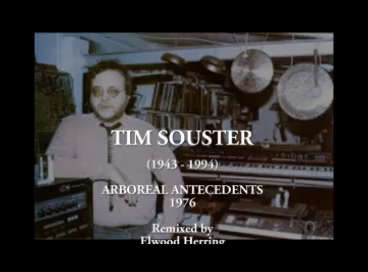 TIM SOUSTER
(1943 - 1994)
ARBOREAL ANTECEDENTS
1976
Remixed by
Elwood Herring